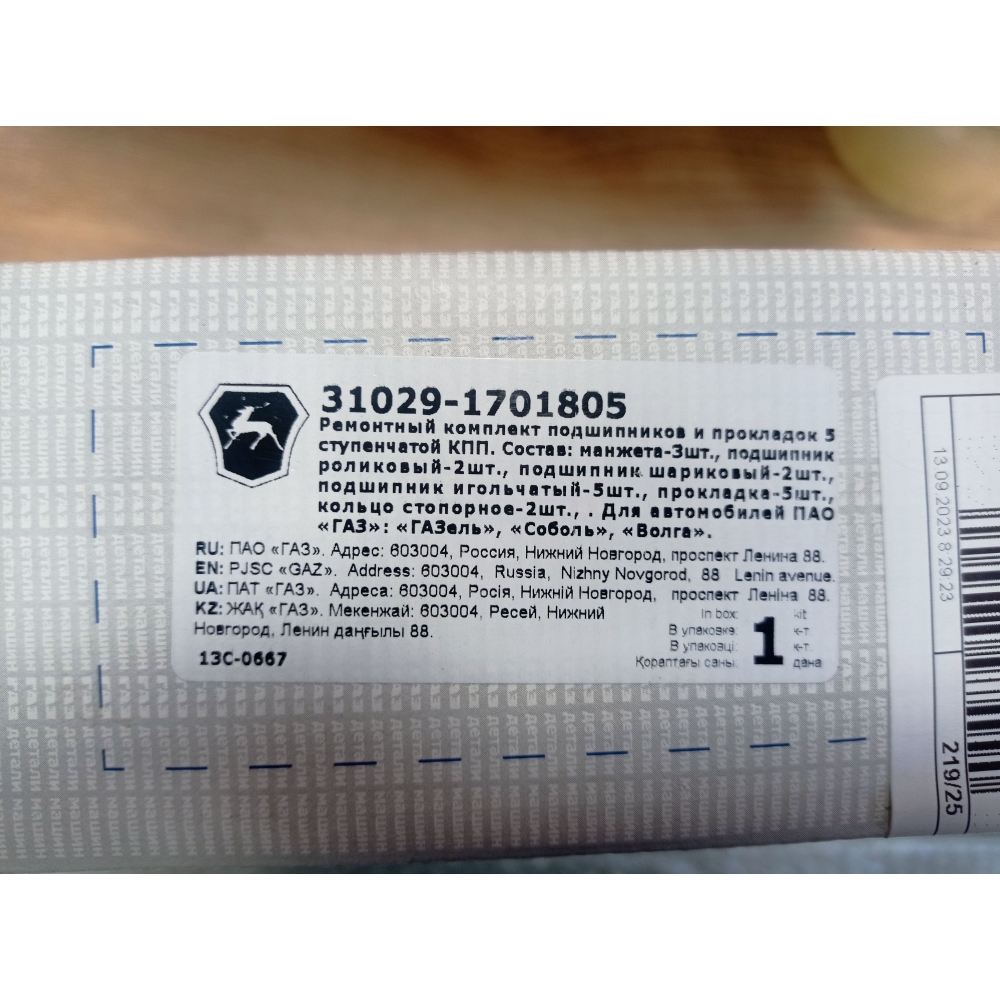 31029-1701805
Ремонтный комплект подшипников и прокладок 5
ступенчатой КПП. Состав: манжета-3шт., подшипник
роликовый-2шт., подшипник шариковый-2шт.,
подшипник игольчатый-5шт., прокладка-5шт.,
кольцо стопорное-2шт., . Для автомобилей ПАО
«ГАЗ»: «ГАЗель», «Соболь», «Волга».
RU: ПАО «ГАЗ». Адрес: 603004, Россия, Нижний Новгород, проспект Ленина 88.
EN: PJSC «GAZ». Address: 603004, Russia, Nizhny Novgorod, 88 Lenin avenue.
UA: ПАТ «ГАЗ». Адреса: 603004, Росія, Нижній Новгород, проспект Леніна 88.
KZ: ЖАҚ «ГАЗ». Мекенжай: 603004, Ресей, Нижний
Новгород, Ленин даңғылы 88.
In box: kit
В упаковке: к-т
В упаковці: к-т.
Қораптағы саны: дана
1
13С-0667
13.09.2023 8:29:23
219/25
детали машин ГАЗ